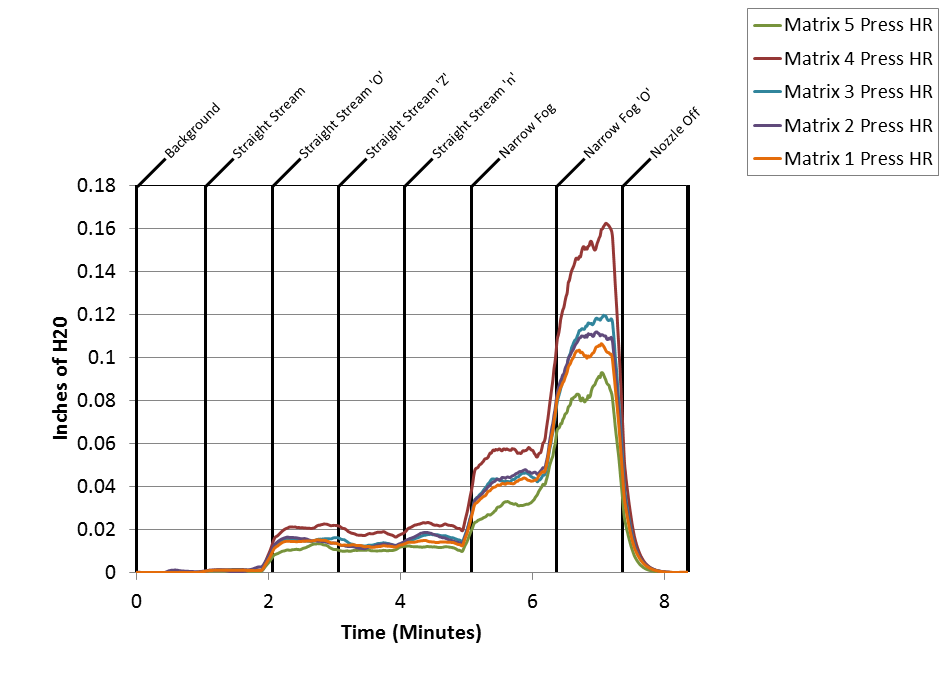 Matrix 5 Press HR
Matrix 4 Press HR
Matrix 3 Press HR
Matrix 2 Press HR
Matrix 1 Press HR
Background
Straight Stream
Straight Stream 'O'
Straight Stream 'Z'
Straight Stream 'n'
Narrow Fog
Narrow Fog 'O'
Nozzle Off
0.18
0.16
0.14
0.12
0.1
0.08
0.06
0.04
0.02
0
Inches of H20
0 2 4 6 8
Time (Minutes)